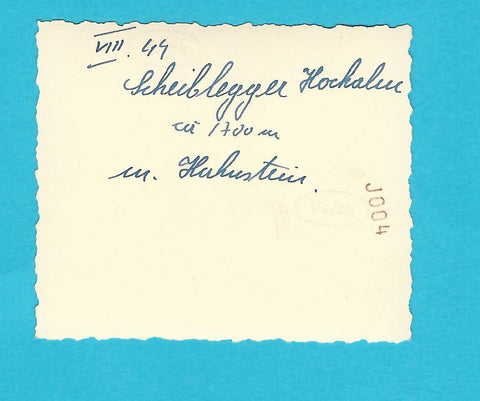 VIII. 44
Scheiblegger Hochalm
ca 1700 m
m. Hahnstein.
J004